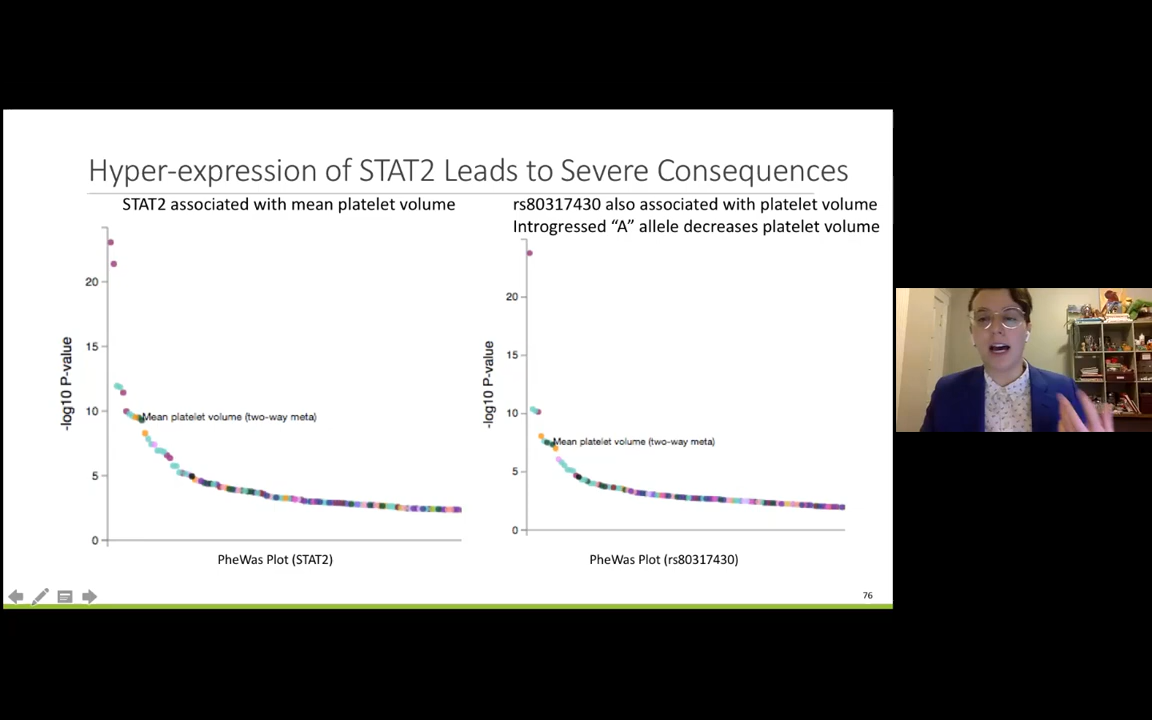 Hyper-expression of STAT2 Leads to Severe Consequences
STAT2 associated with mean platelet volume
rs80317430 also associated with platelet volume
Introgressed “A” allele decreases platelet volume
-log10 P-value
20
15
10
5
0
Mean platelet volume (two-way meta)
PheWas Plot (STAT2)
-log10 P-value
20
15
10
5
0
Mean platelet volume (two-way meta)
PheWas Plot (rs80317430)
76